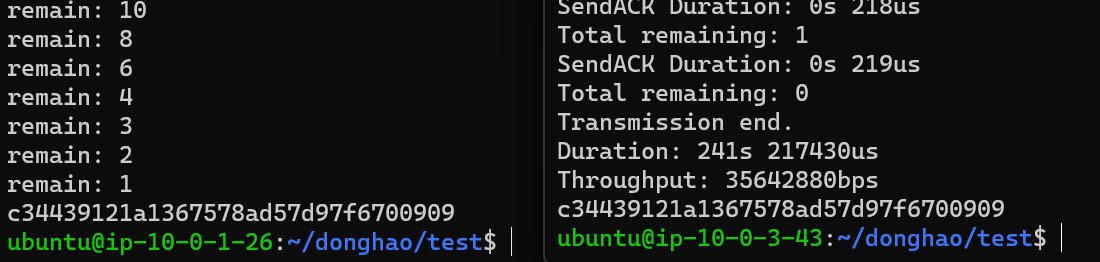 remain: 10
remain: 8
remain: 6
remain: 4
remain: 3
remain: 2
remain: 1
c34439121a1367578ad57d97f6700909
ubuntu@ip-10-0-1-26:~/donghao/test$
SendACK Duration: 0s 218us
Total remaining: 1
SendACK Duration: 0s 219us
Total remaining: 0
Transmission end.
Duration: 241s 217430us
Throughput: 35642880bps
c34439121a1367578ad57d97f6700909
ubuntu@ip-10-0-3-43:~/donghao/test$